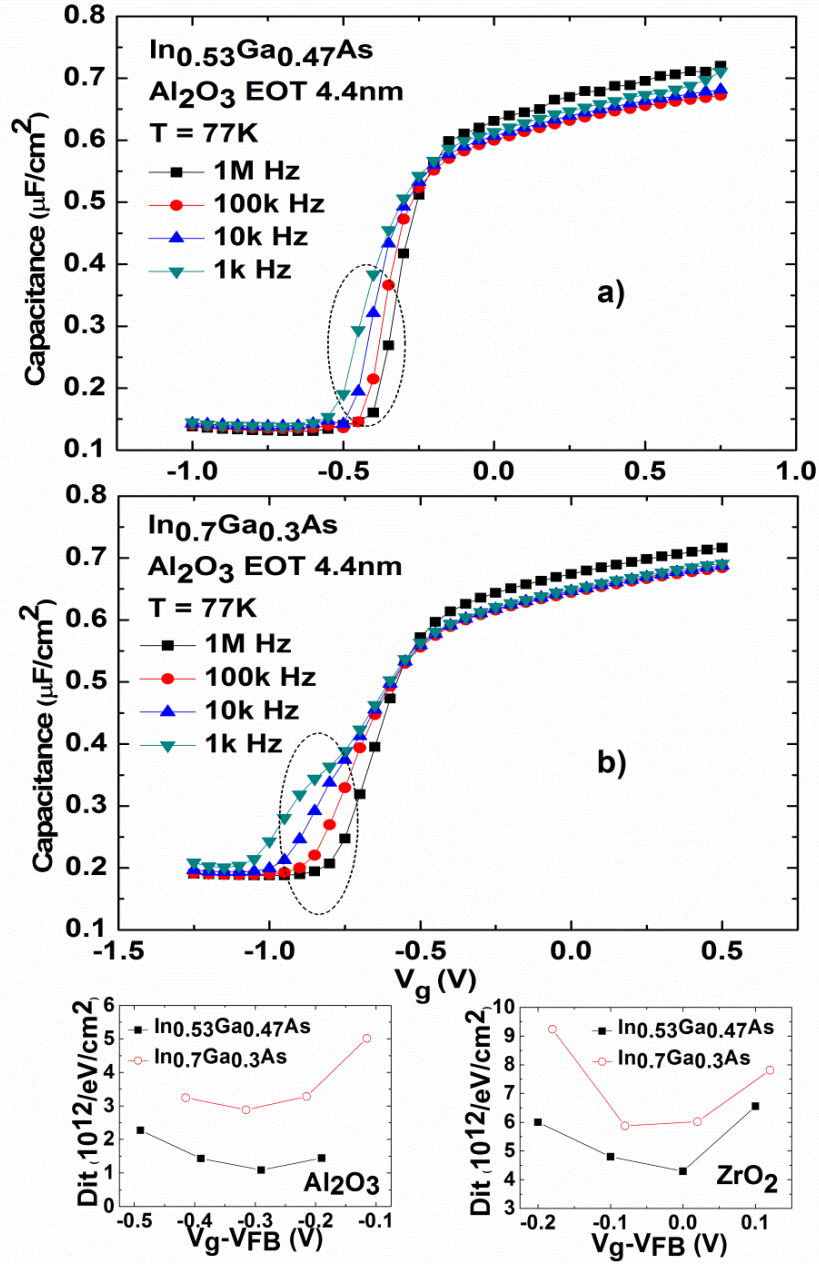 0.8
0.7
0.6
0.5
0.4
0.3
0.2
0.1
Capacitance (μF/cm2)
In0.53Ga0.47As
Al2O3 EOT 4.4nm
T = 77K
1M Hz
100k Hz
10k Hz
1k Hz
a)
-1.0 -0.5 0.0 0.5 1.0
0.8
0.7
0.6
0.5
0.4
0.3
0.2
0.1
Capacitance (μF/cm2)
In0.7Ga0.3As
Al2O3 EOT 4.4nm
T = 77K
1M Hz
100k Hz
10k Hz
1k Hz
b)
-1.5 -1.0 -0.5 0.0 0.5
Vg (V)
6
5
4
3
2
1
0
Dit (10^12/eV/cm2)
In0.53Ga0.47As
In0.7Ga0.3As
Al2O3
-0.5 -0.4 -0.3 -0.2 -0.1
Vg-VFB (V)
10
9
8
7
6
5
4
3
Dit (10^12/eV/cm2)
In0.53Ga0.47As
In0.7Ga0.3As
ZrO2
-0.2 -0.1 0.0 0.1
Vg-VFB (V)